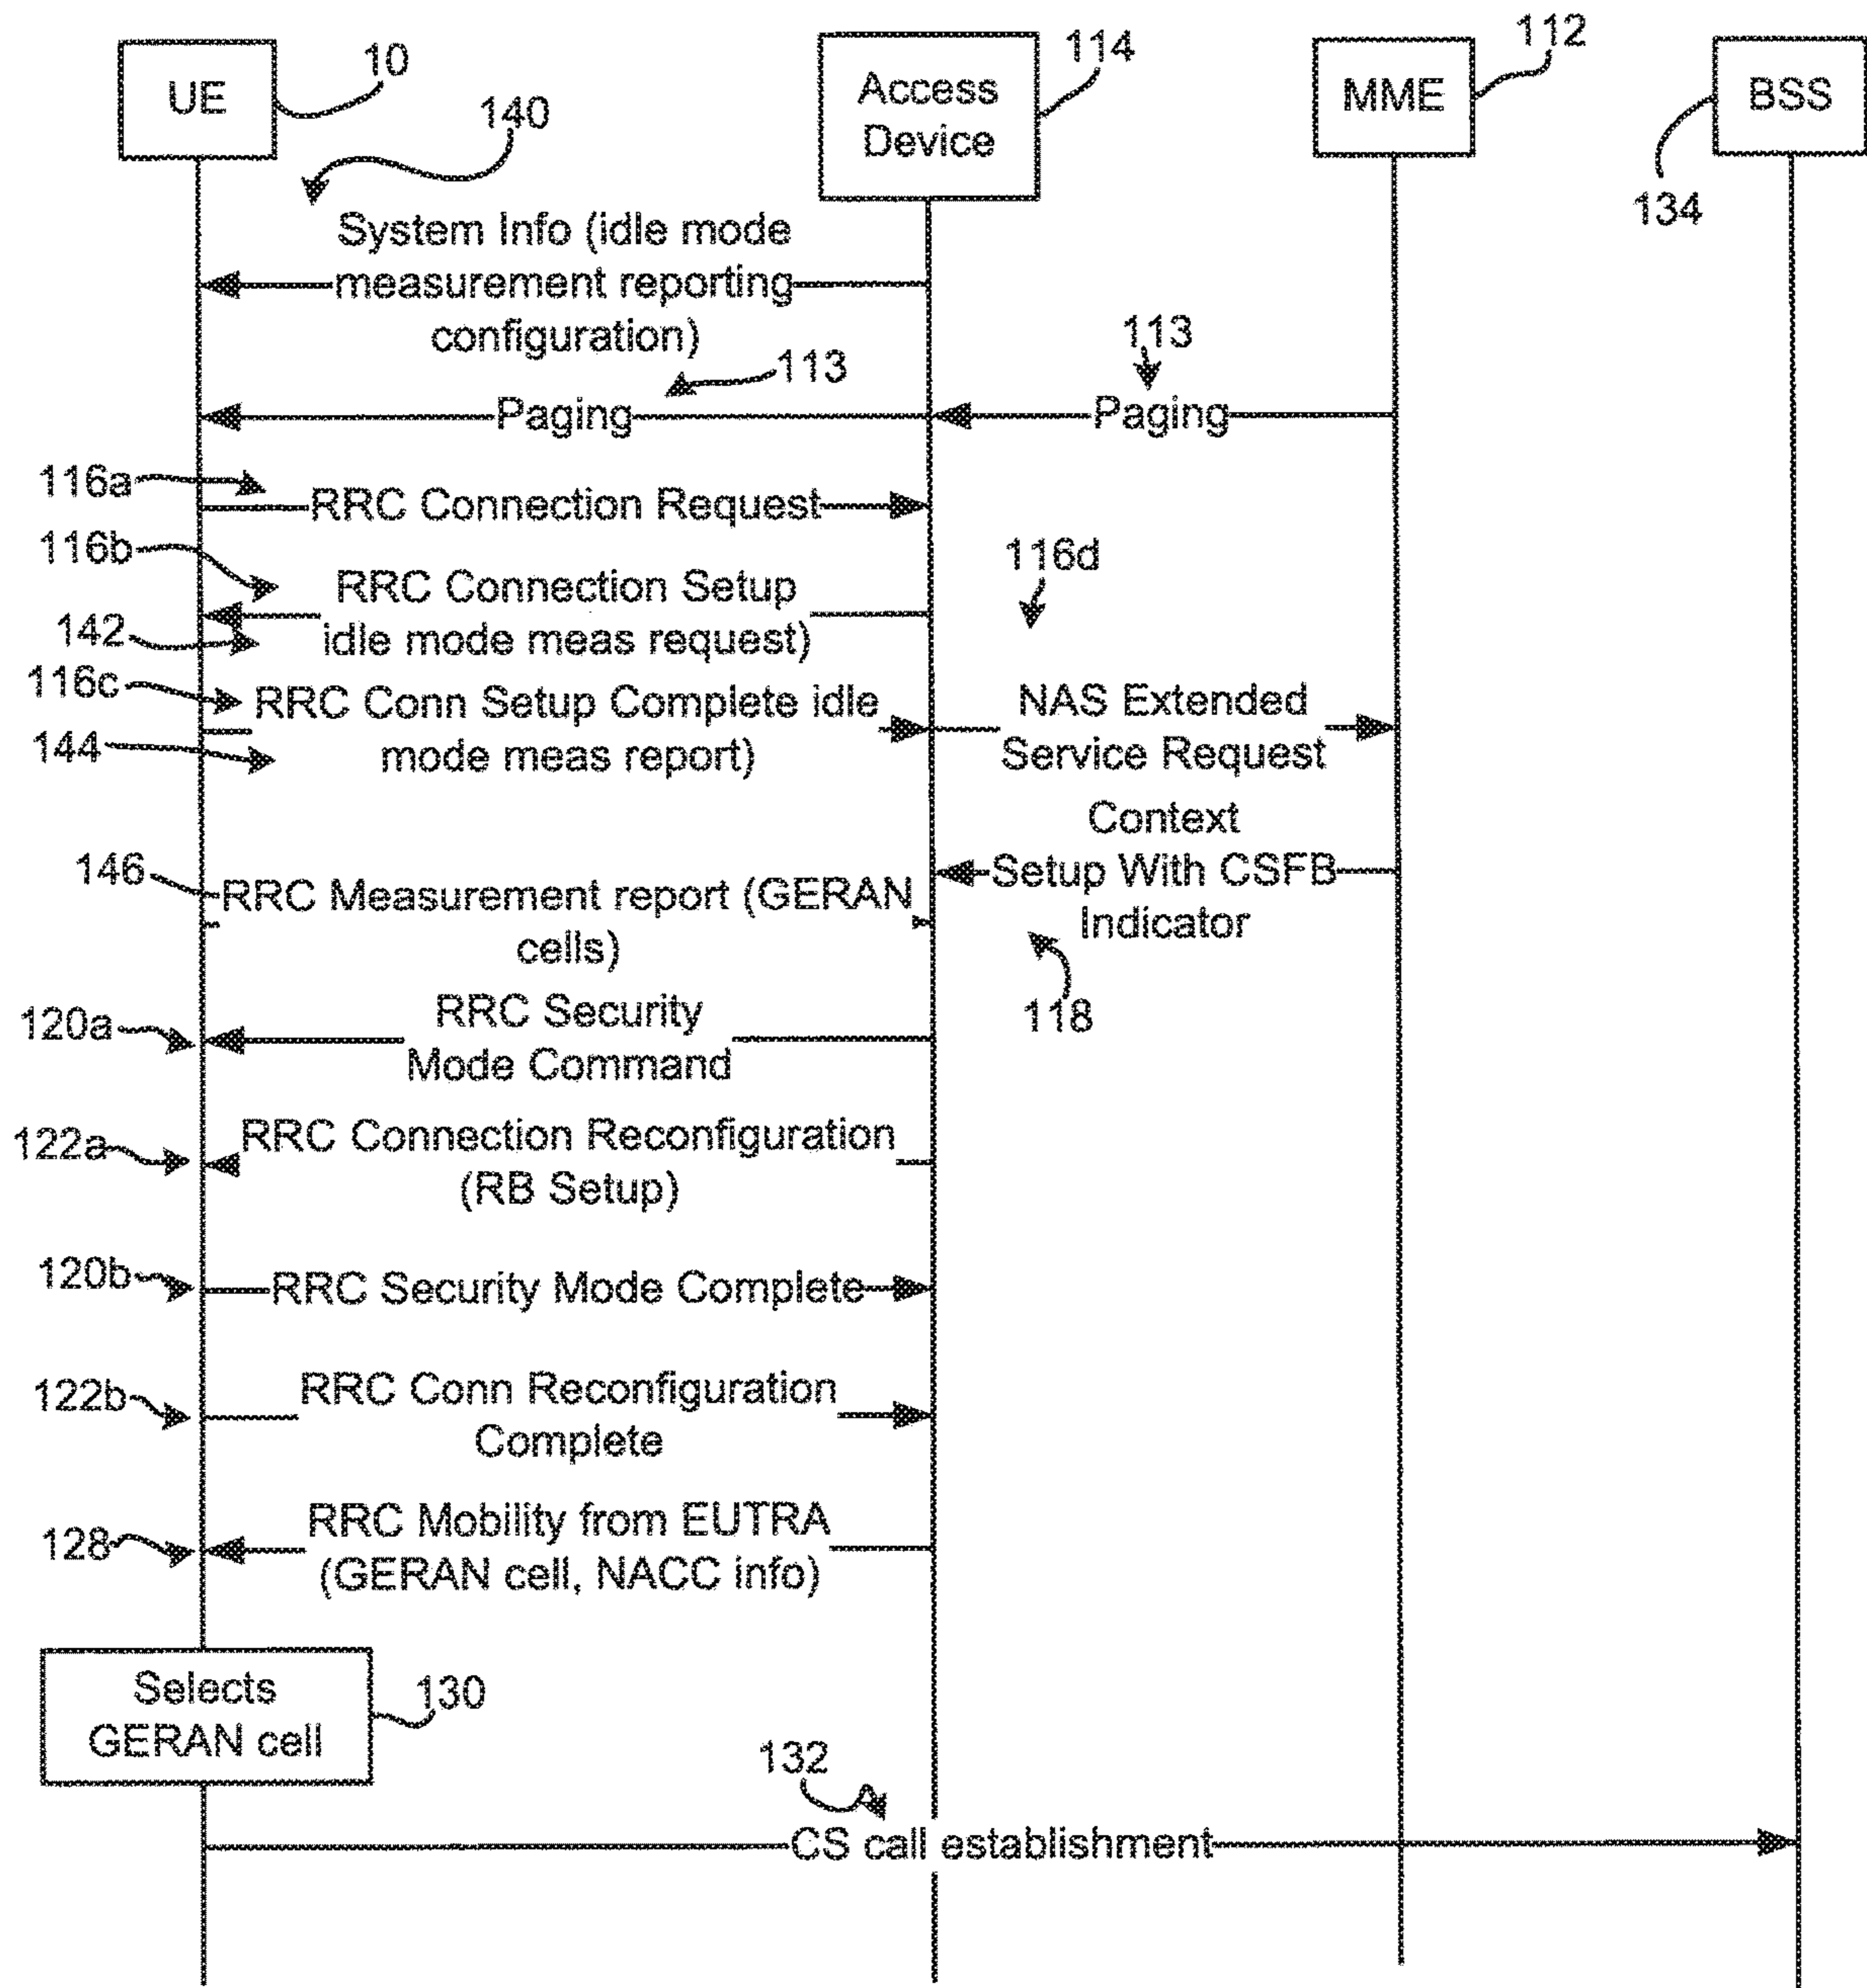 UE
10
Access
Device
114
MME
112
BSS
134
140
System Info (idle mode
measurement reporting
configuration)
113
Paging
113
Paging
116a
RRC Connection Request
116b
RRC Connection Setup
idle mode meas request)
142
116d
116c
RRC Conn Setup Complete idle
mode meas report)
144
NAS Extended
Service Request
Context
Setup With CSFB
Indicator
118
146
RRC Measurement report (GERAN
cells)
120a
RRC Security
Mode Command
122a
RRC Connection Reconfiguration
(RB Setup)
120b
RRC Security Mode Complete
122b
RRC Conn Reconfiguration
Complete
128
RRC Mobility from EUTRA
(GERAN cell, NACC info)
Selects
GERAN cell
130
132
CS call establishment